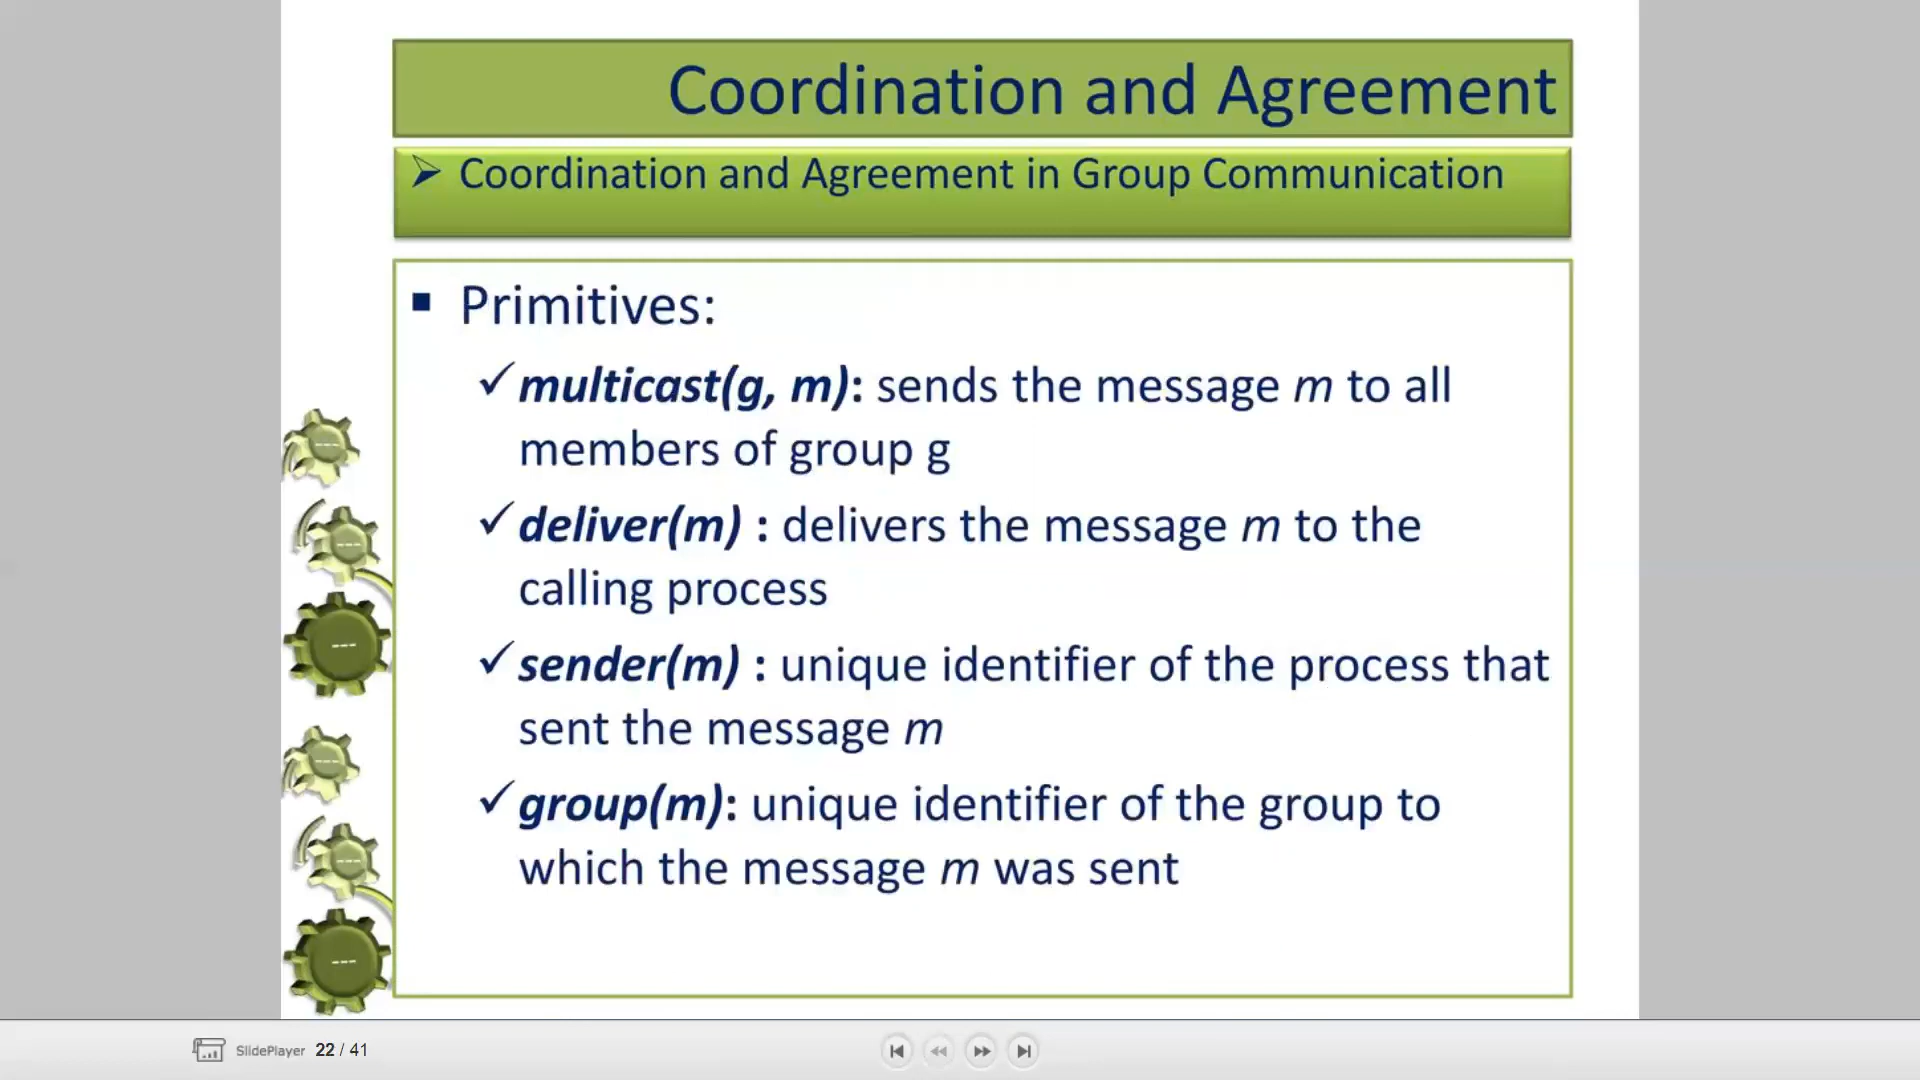 Coordination and Agreement
➢ Coordination and Agreement in Group Communication
▪ Primitives:
✓multicast(g, m): sends the message m to all
members of group g
✓deliver(m) : delivers the message m to the
calling process
✓sender(m) : unique identifier of the process that
sent the message m
✓group(m): unique identifier of the group to
which the message m was sent
---
---
---
---
---
---
SlidePlayer 22 / 41